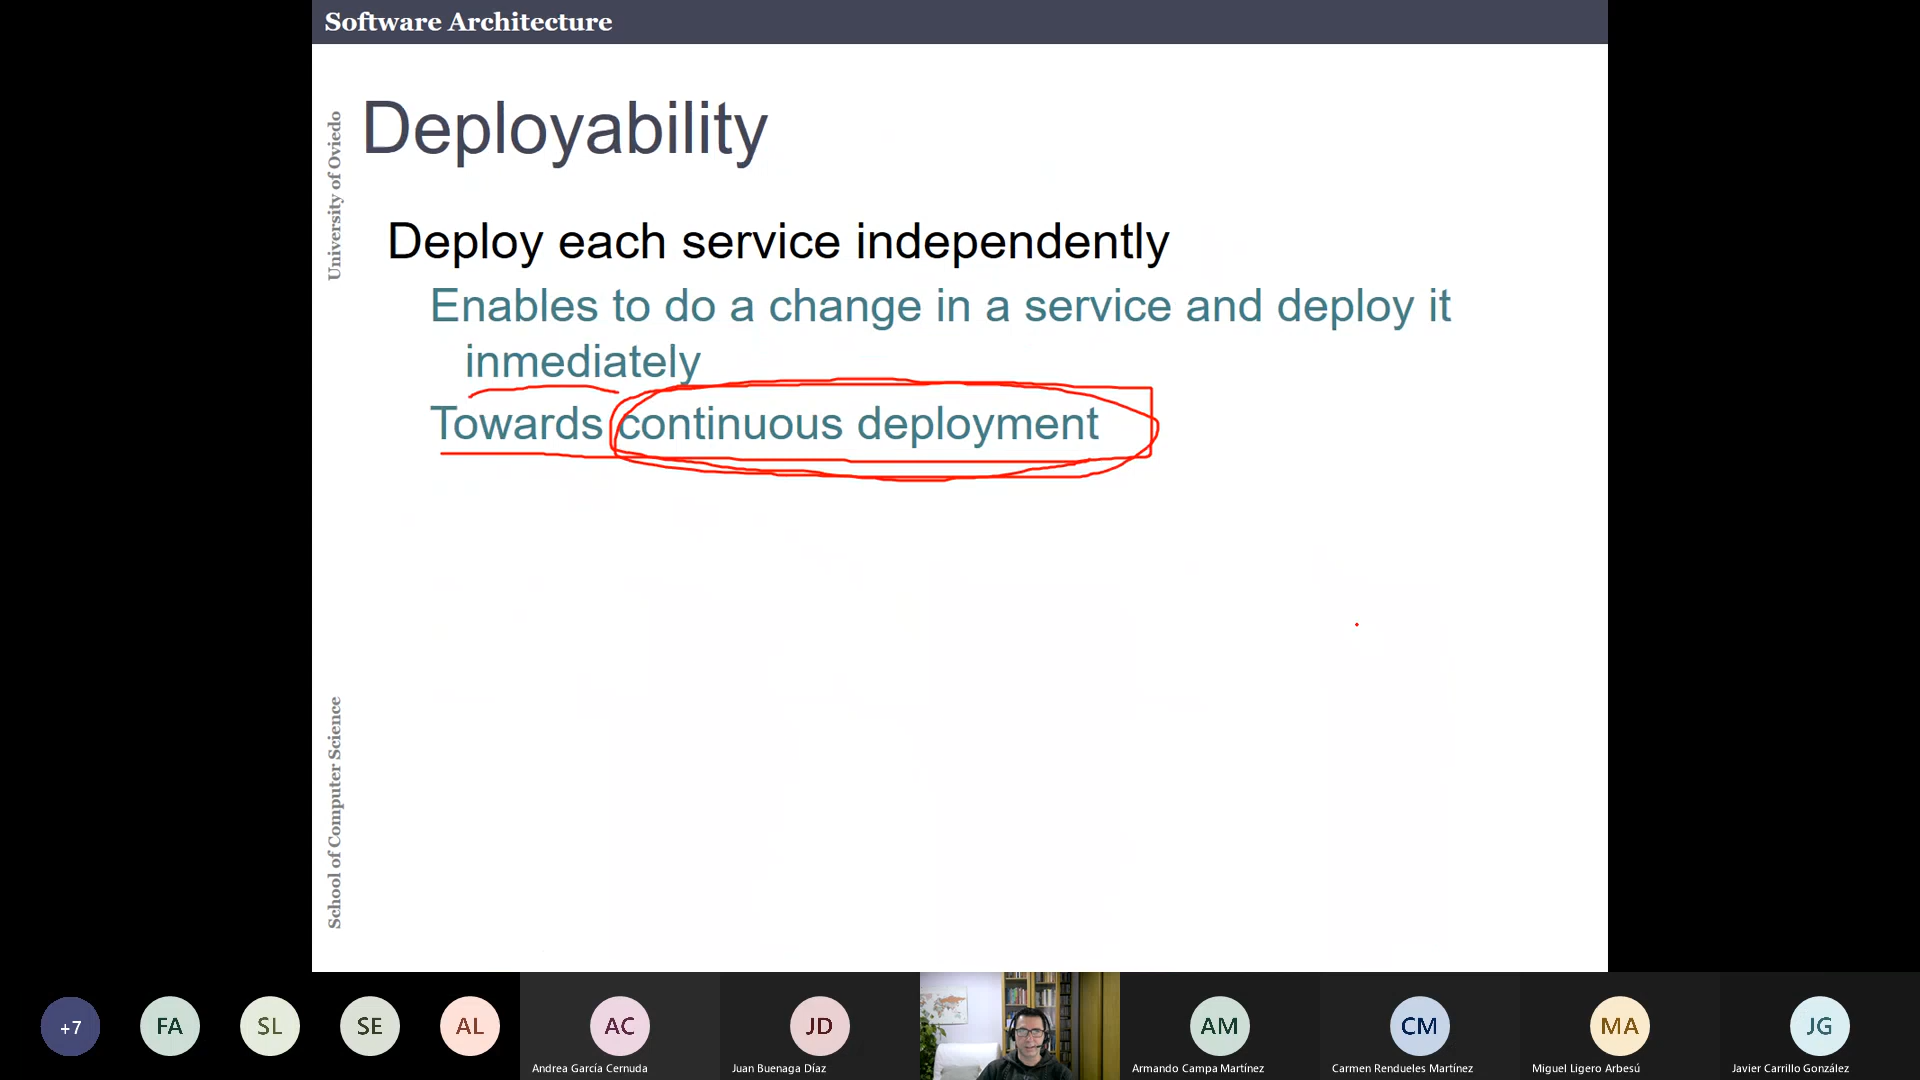 Software Architecture
University of Oviedo
Deployability
Deploy each service independently
Enables to do a change in a service and deploy it
inmediately
Towards continuous deployment
School of Computer Science
+7
FA
SL
SE
AL
AC
Andrea García Cernuda
JD
Juan Buenaga Díaz
AM
Armando Campa Martínez
CM
Carmen Rendueles Martínez
MA
Miguel Ligero Arbesú
JG
Javier Carrillo González